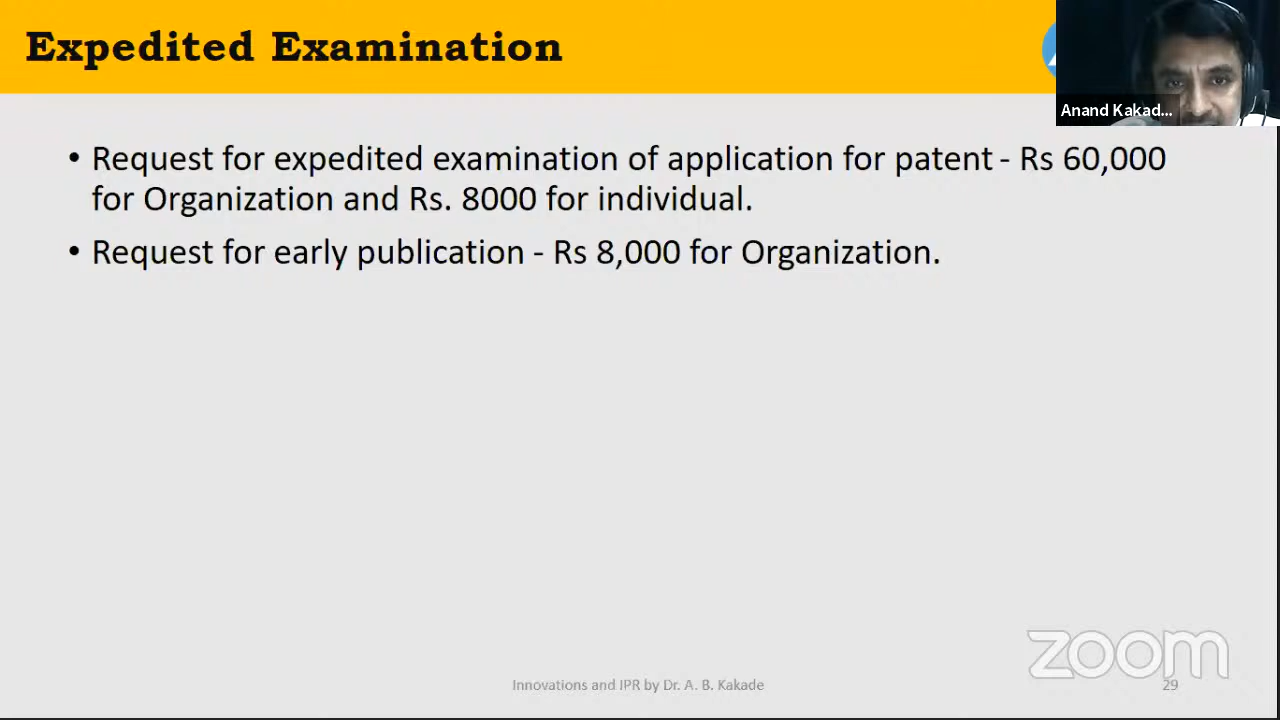 Expedited Examination
Anand Kakad...
• Request for expedited examination of application for patent - Rs 60,000
for Organization and Rs. 8000 for individual.
• Request for early publication - Rs 8,000 for Organization.
zoom
Innovations and IPR by Dr. A. B. Kakade
29